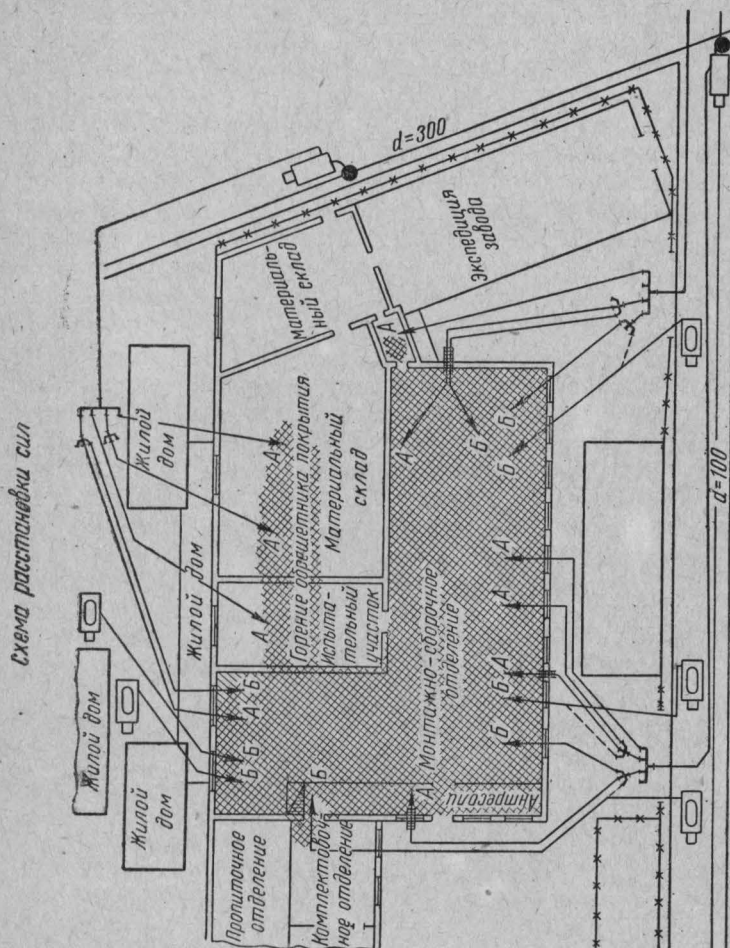 Схема расстановки сил
d=300
материаль-
ный склад
экспедиция
завода
А
Жилой
дом
А
А
А
Горение обрешетника покрытия
Материальный
склад
Жилой дом
Испыта-
тельный
участок
А
Б
Б
Б
Жилой дом
Б
А
Б
Б
Жилой
дом
А
А
А
Б
Б
Монтажно-сборочное
отделение
Б
А
Антресоли
Пропиточное
отделение
Комплектовоч-
ное отделение
d=100